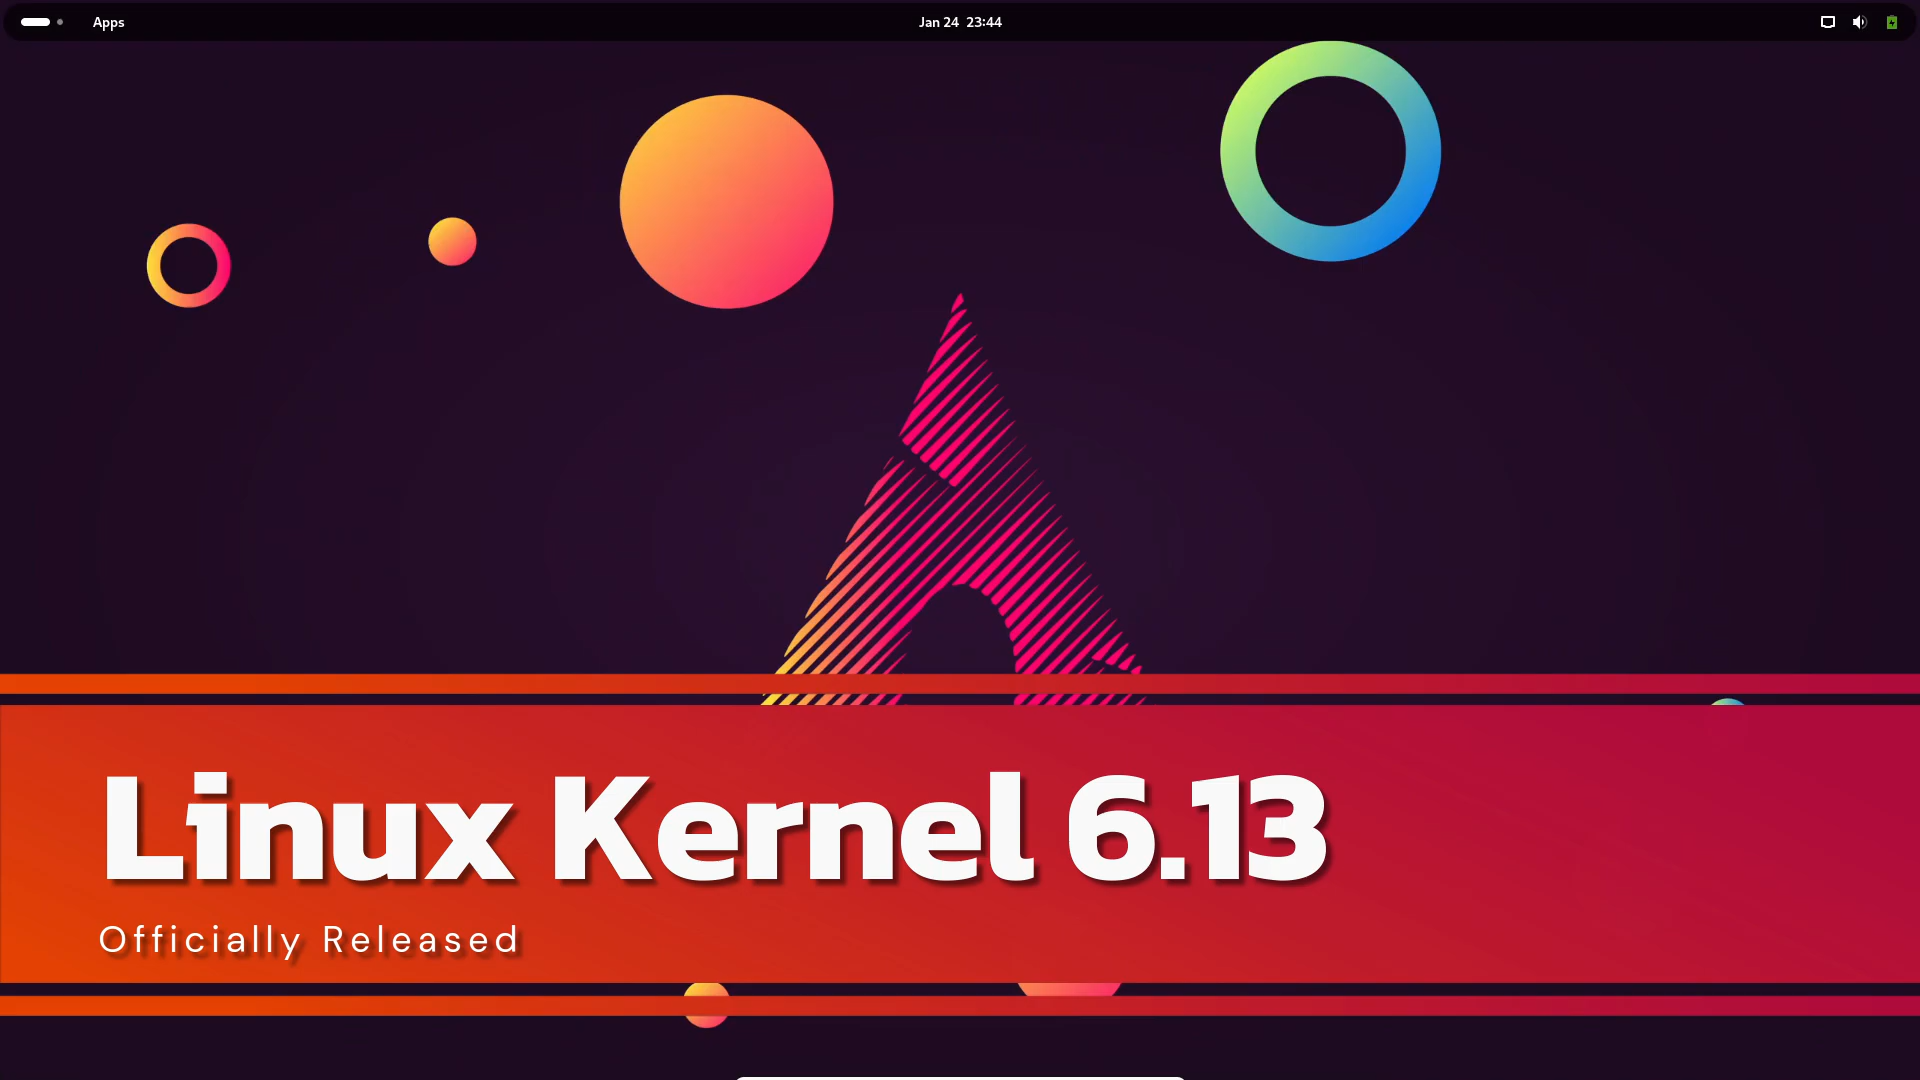 Apps
Jan 24 23:44
Linux Kernel 6.13
Officially Released